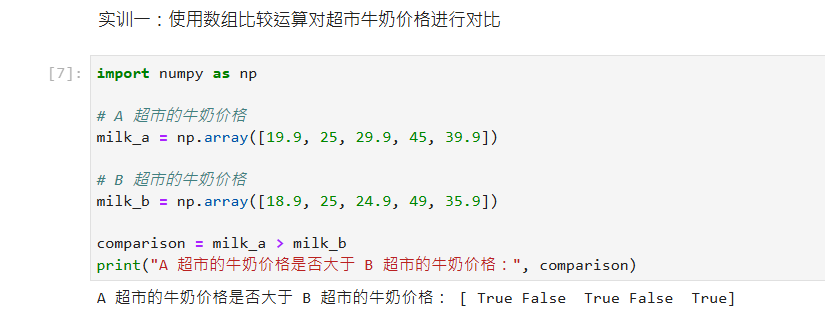 实训一：使用数组比较运算对超市牛奶价格进行对比
[7]: import numpy as np
# A 超市的牛奶价格
milk_a = np.array([19.9, 25, 29.9, 45, 39.9])
# B 超市的牛奶价格
milk_b = np.array([18.9, 25, 24.9, 49, 35.9])
comparison = milk_a > milk_b
print("A 超市的牛奶价格是否大于 B 超市的牛奶价格：", comparison)
A 超市的牛奶价格是否大于 B 超市的牛奶价格： [ True False  True False  True]